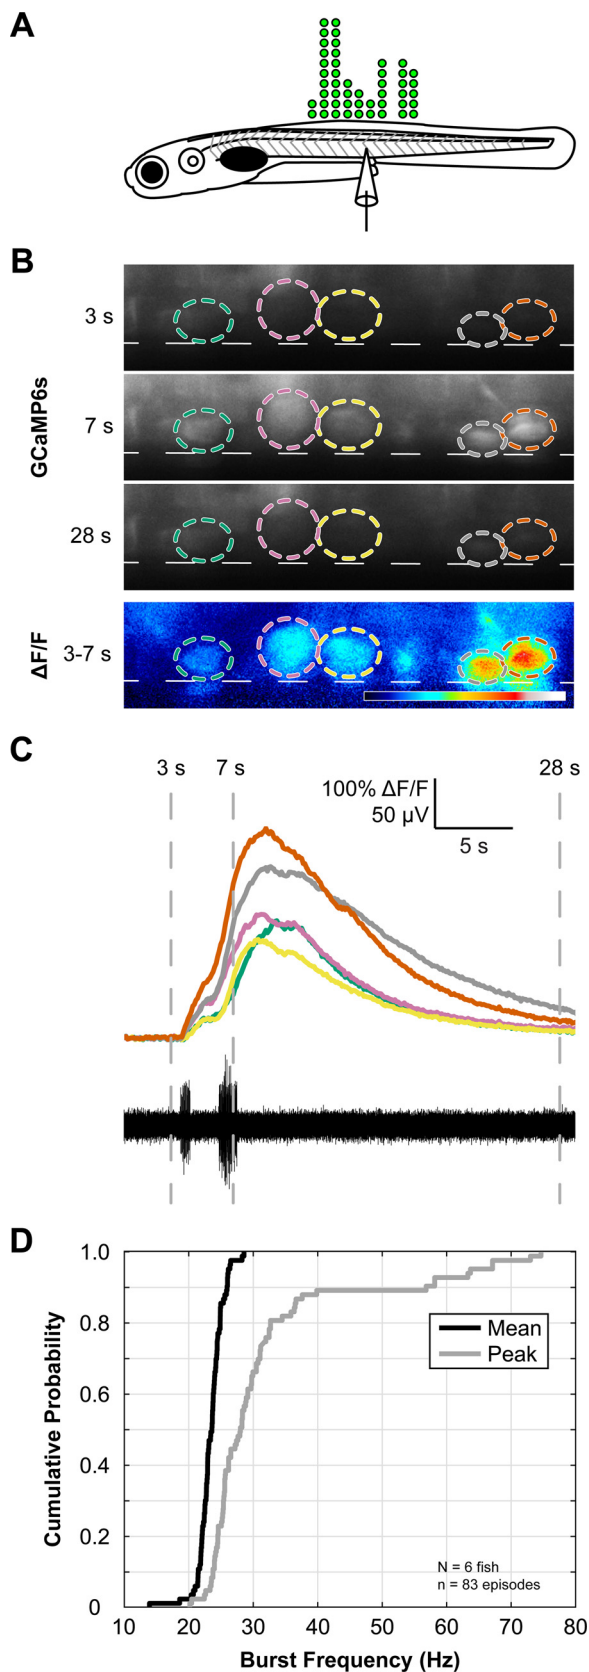 A
B
3 s
GCaMP6s
7 s
28 s
ΔF/F
3-7 s
C
3 s
7 s
28 s
100% ΔF/F
50 µV
5 s
D
1.0
0.8
0.6
0.4
0.2
0
Cumulative Probability
Mean
Peak
N = 6 fish
n = 83 episodes
10 20 30 40 50 60 70 80
Burst Frequency (Hz)